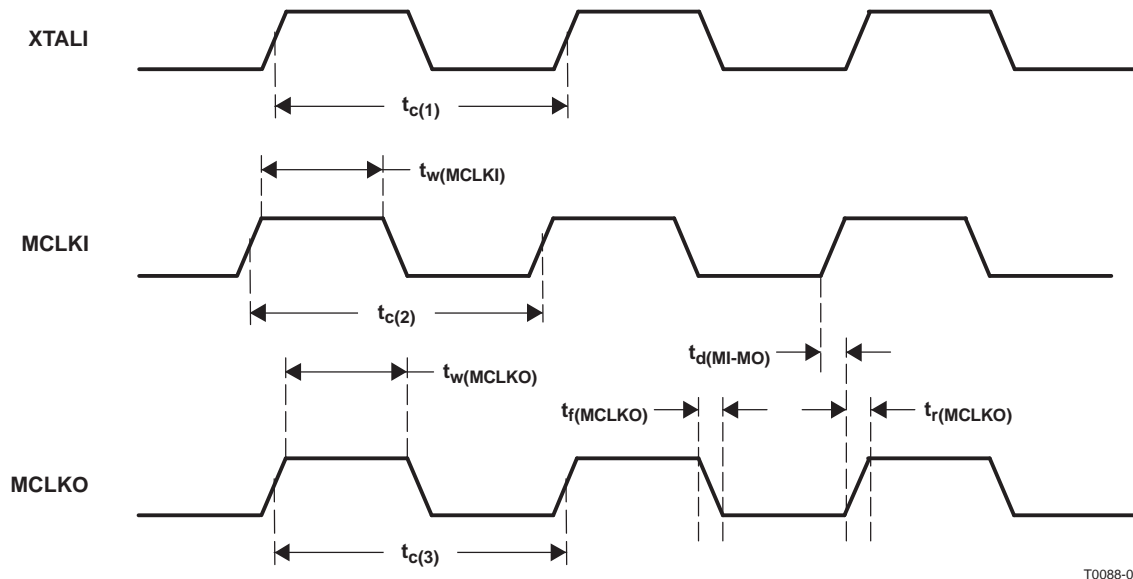 XTALI
tc(1)
tw(MCLKI)
MCLKI
tc(2)
td(MI-MO)
tw(MCLKO)
tf(MCLKO)
tr(MCLKO)
MCLKO
tc(3)
T0088-0